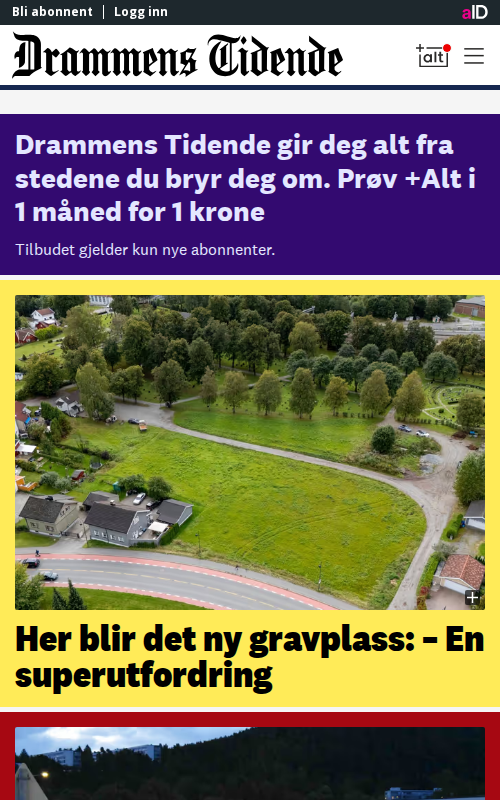 Bli abonnent | Logg inn
aID
Drammens Tidende
+alt
Drammens Tidende gir deg alt fra
stedene du bryr deg om. Prøv +Alt i
1 måned for 1 krone
Tilbudet gjelder kun nye abonnenter.
Her blir det ny gravplass: – En
superutfordring